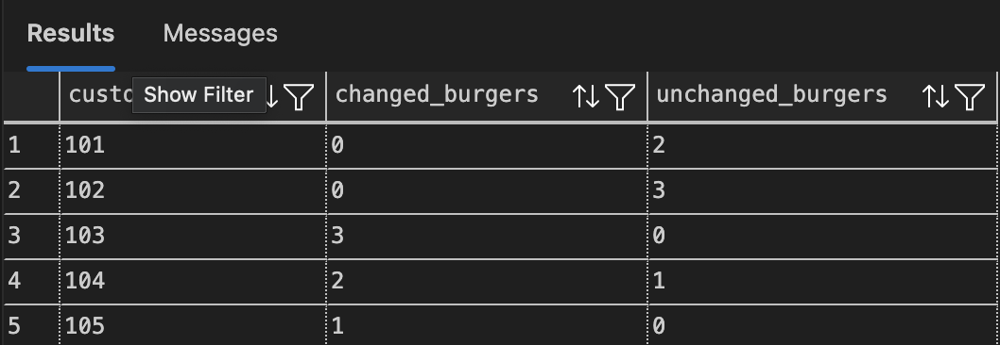 Results Messages
custo Show Filter changed_burgers unchanged_burgers
1 101 0 2
2 102 0 3
3 103 3 0
4 104 2 1
5 105 1 0